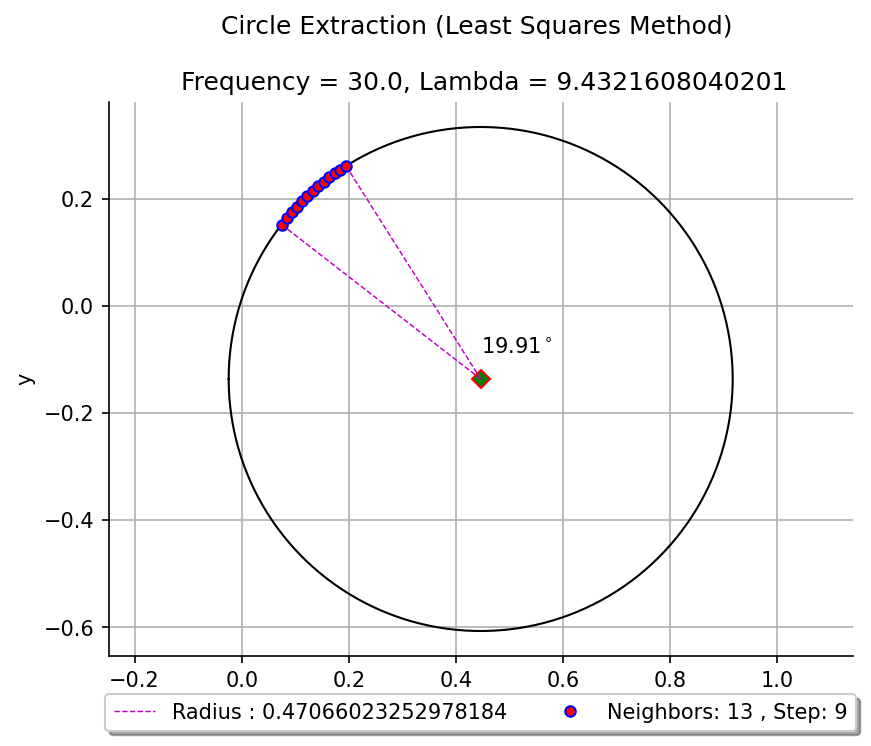 Circle Extraction (Least Squares Method)
Frequency = 30.0, Lambda = 9.4321608040201
0.2
0.0
−0.2
−0.4
−0.6
y
19.91°
−0.2 0.0 0.2 0.4 0.6 0.8 1.0
Radius : 0.47066023252978184 Neighbors: 13 , Step: 9